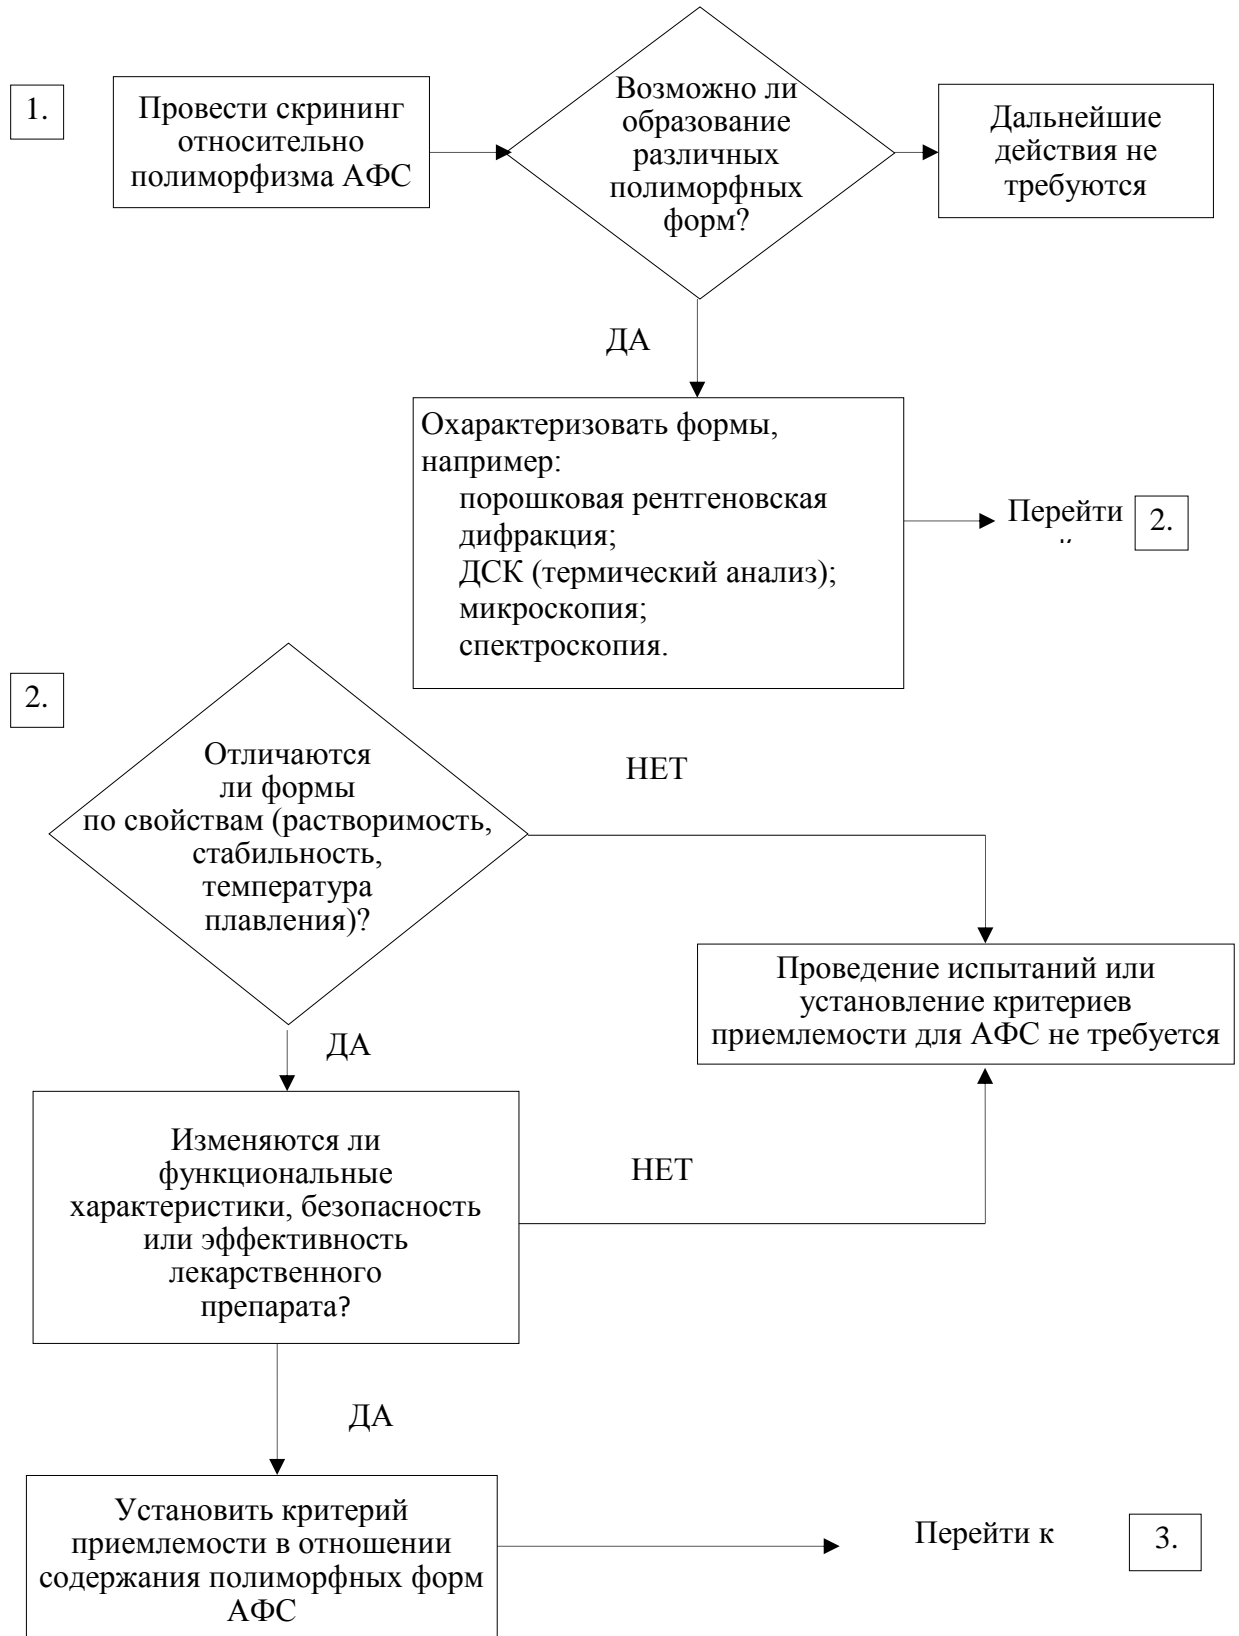 1.
Провести скрининг
относительно
полиморфизма АФС
Возможно ли
образование
различных
полиморфных
форм?
Дальнейшие
действия не
требуются
ДА
Охарактеризовать формы,
например:
порошковая рентгеновская
дифракция;
ДСК (термический анализ);
микроскопия;
спектроскопия.
Перейти
2.
2.
Отличаются
ли формы
по свойствам (растворимость,
стабильность,
температура
плавления)?
НЕТ
Проведение испытаний или
установление критериев
приемлемости для АФС не требуется
ДА
Изменяются ли
функциональные
характеристики, безопасность
или эффективность
лекарственного
препарата?
НЕТ
ДА
Установить критерий
приемлемости в отношении
содержания полиморфных форм
АФС
Перейти к
3.